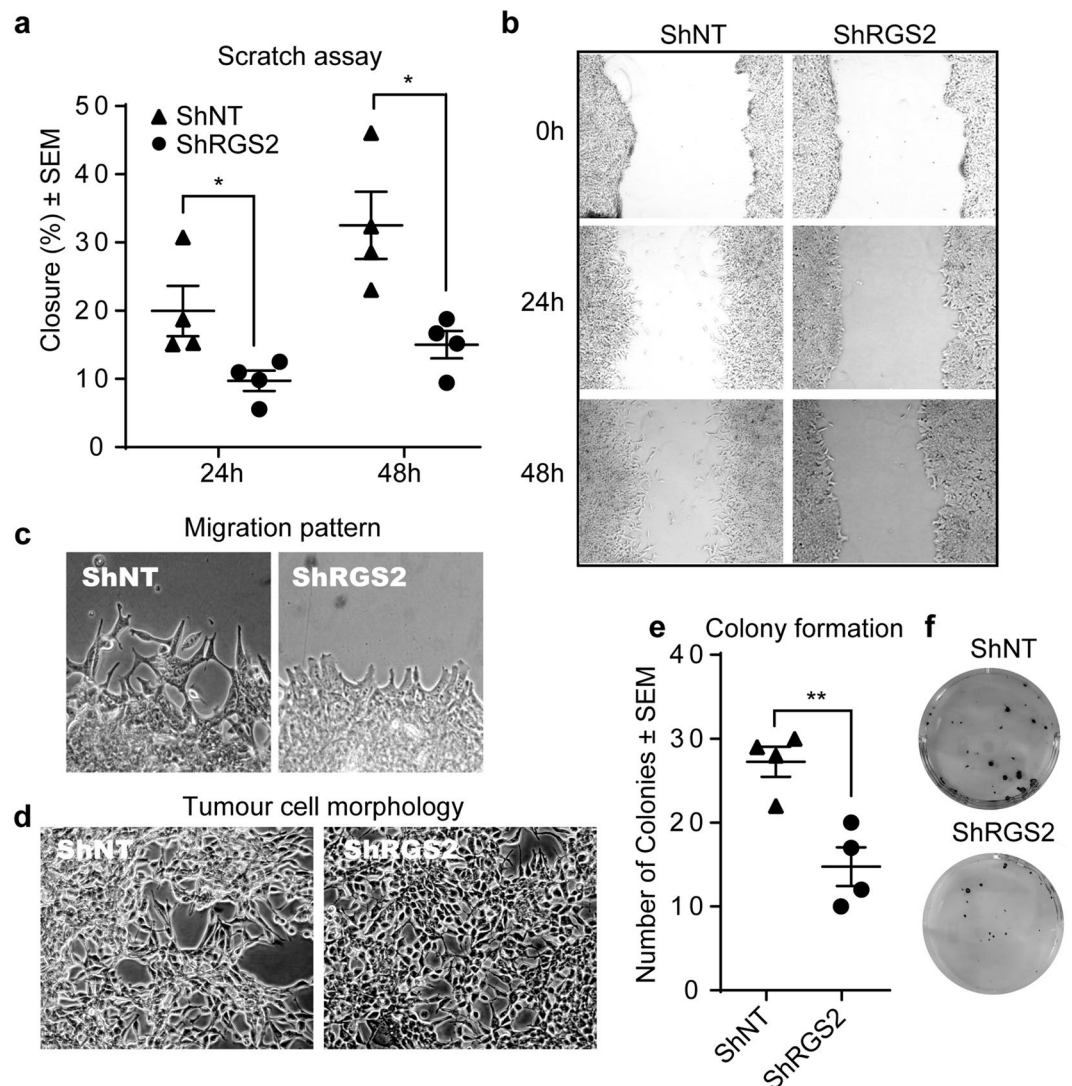 a
Scratch assay
Closure (%) ± SEM
50
40
30
20
10
0
ShNT
ShRGS2
*
*
24h
48h
b
ShNT
ShRGS2
0h
24h
48h
c
Migration pattern
ShNT
ShRGS2
d
Tumour cell morphology
ShNT
ShRGS2
e
Colony formation
Number of Colonies ± SEM
40
30
20
10
0
**
ShNT
ShRGS2
f
ShNT
ShRGS2